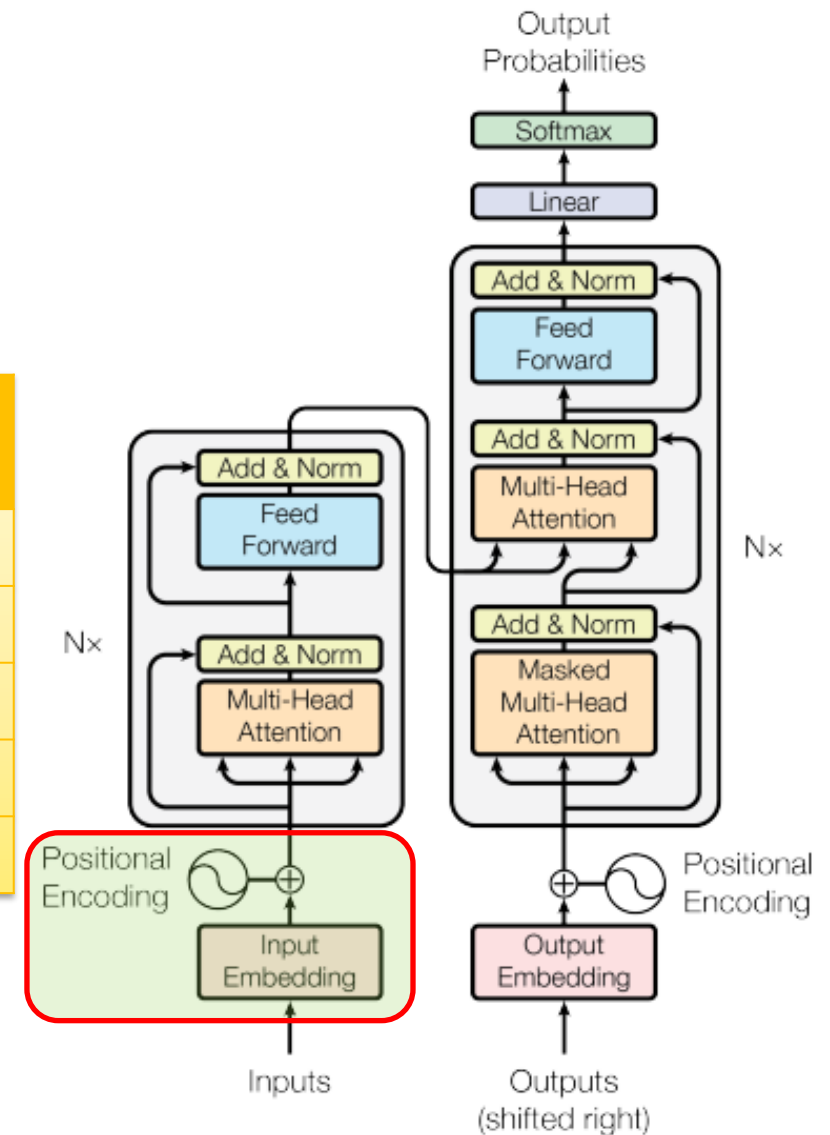 Output
Probabilities
Softmax
Linear
Add & Norm
Feed
Forward
Add & Norm
Multi-Head
Attention
Nx
Add & Norm
Masked
Multi-Head
Attention
Positional
Encoding
Output
Embedding
Outputs
(shifted right)
Add & Norm
Feed
Forward
Nx
Add & Norm
Multi-Head
Attention
Positional
Encoding
Input
Embedding
Inputs